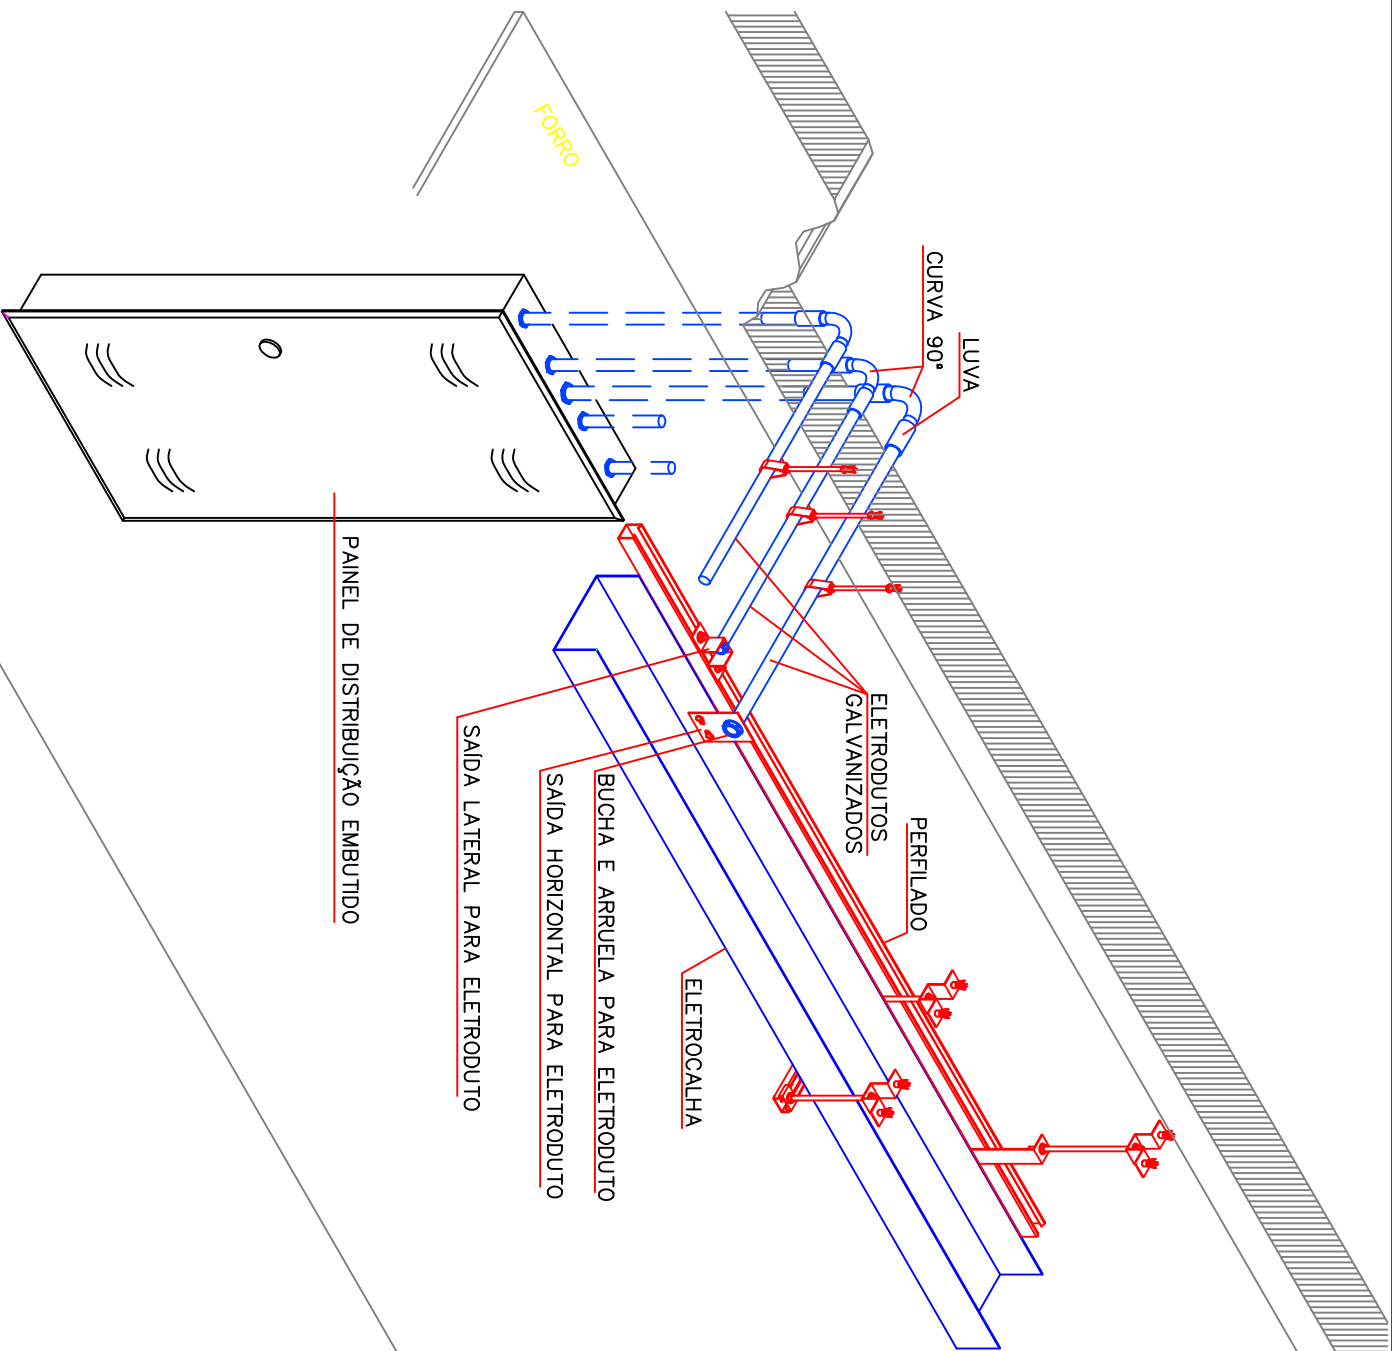 LUVA
CURVA 90°
PERFILADO
ELETRODUTOS
GALVANIZADOS
ELETROCALHA
BUCHA E ARRUELA PARA ELETRODUTO
SAÍDA HORIZONTAL PARA ELETRODUTO
SAÍDA LATERAL PARA ELETRODUTO
PAINEL DE DISTRIBUIÇÃO EMBUTIDO
FORRO